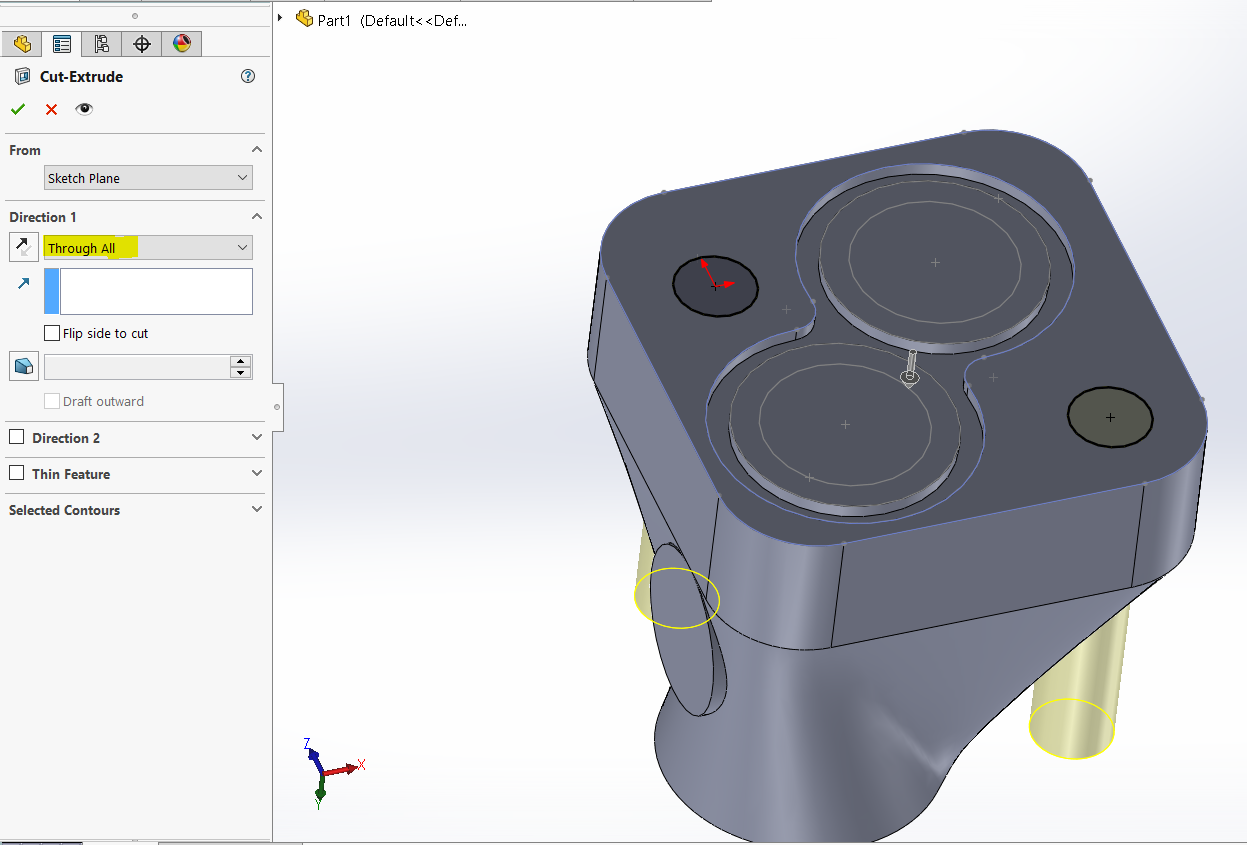 Part1 (Default<<Def...
Cut-Extrude
From
Sketch Plane
Direction 1
Through All
Flip side to cut
Draft outward
Direction 2
Thin Feature
Selected Contours
Z
X
Y